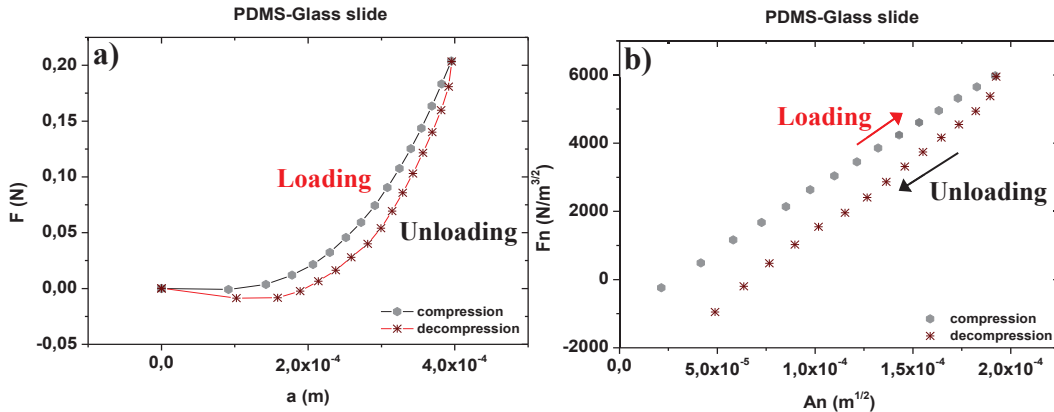 PDMS-Glass slide
a)
0,20
0,15
0,10
0,05
0,00
-0,05
F (N)
Loading
Unloading
compression
decompression
0,0
2,0x10⁻⁴
4,0x10⁻⁴
a (m)
PDMS-Glass slide
b)
6000
4000
2000
0
-2000
Fn (N/m^{3/2})
Loading
Unloading
compression
decompression
0,0
5,0x10⁻⁵
1,0x10⁻⁴
1,5x10⁻⁴
2,0x10⁻⁴
An (m^{1/2})